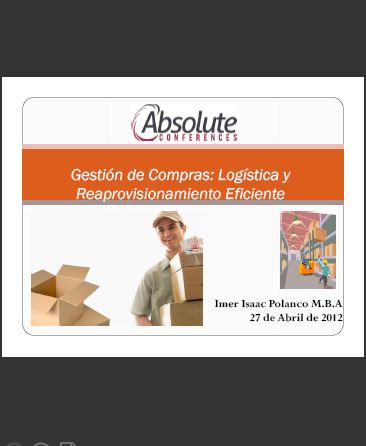 Absolute
CONFERENCES
Gestión de Compras: Logística y
Reaprovisionamiento Eficiente
Imer Isaac Polanco M.B.A
27 de Abril de 2012